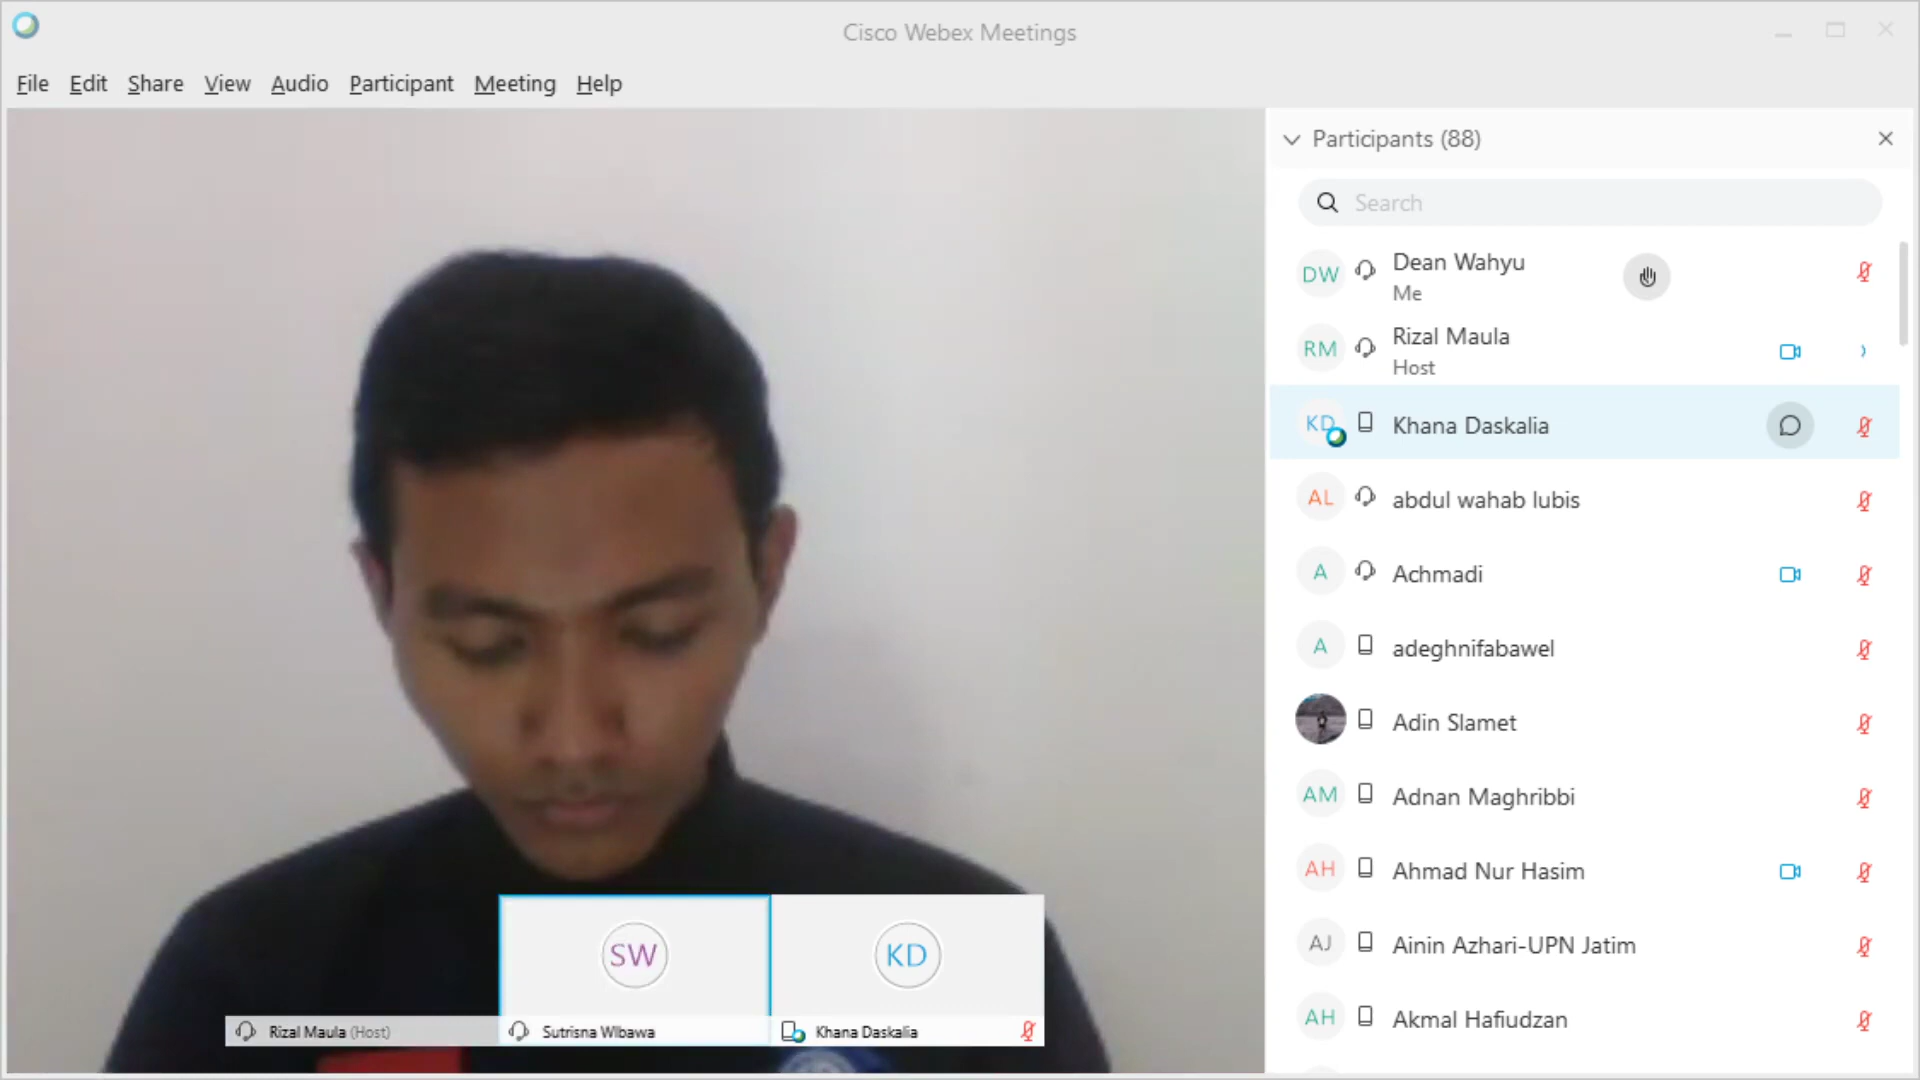 Cisco Webex Meetings
File Edit Share View Audio Participant Meeting Help
Participants (88)
Search
DW Dean Wahyu
Me
RM Rizal Maula
Host
KD Khana Daskalia
AL abdul wahab lubis
A Achmadi
A adeghnifabawel
Adin Slamet
AM Adnan Maghribbi
AH Ahmad Nur Hasim
AJ Ainin Azhari-UPN Jatim
AH Akmal Hafiudzan
SW
KD
Rizal Maula (Host)
Sutrisna WIbawa
Khana Daskalia